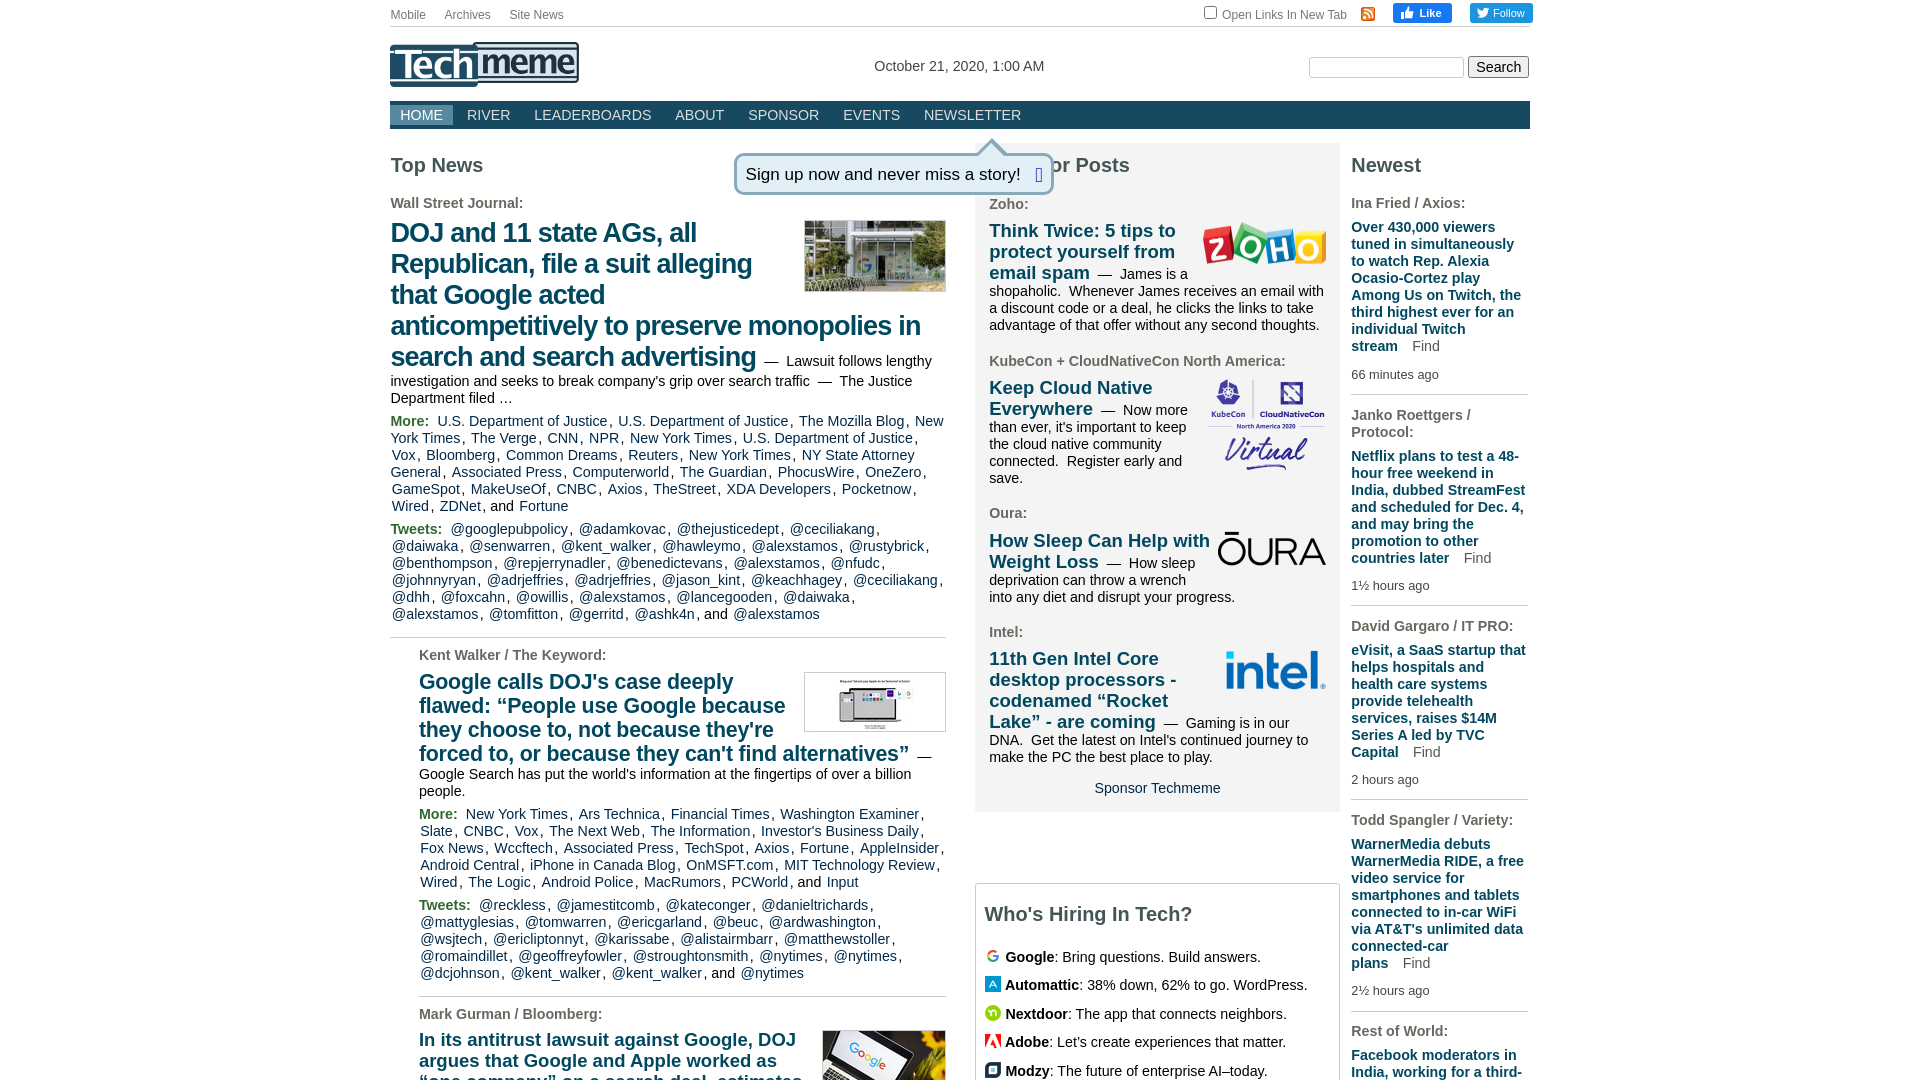 Mobile Archives Site News
Open Links In New Tab
Like
Follow
Techmeme
October 21, 2020, 1:00 AM
Search
HOME RIVER LEADERBOARDS ABOUT SPONSOR EVENTS NEWSLETTER
Sign up now and never miss a story!
Top News
Wall Street Journal:
DOJ and 11 state AGs, all
Republican, file a suit alleging
that Google acted
anticompetitively to preserve monopolies in
search and search advertising — Lawsuit follows lengthy
investigation and seeks to break company's grip over search traffic — The Justice
Department filed …
More: U.S. Department of Justice, U.S. Department of Justice, The Mozilla Blog, New
York Times, The Verge, CNN, NPR, New York Times, U.S. Department of Justice,
Vox, Bloomberg, Common Dreams, Reuters, New York Times, NY State Attorney
General, Associated Press, Computerworld, The Guardian, PhocusWire, OneZero,
GameSpot, MakeUseOf, CNBC, Axios, TheStreet, XDA Developers, Pocketnow,
Wired, ZDNet, and Fortune
Tweets: @googlepubpolicy, @adamkovac, @thejusticedept, @ceciliakang,
@daiwaka, @senwarren, @kent_walker, @hawleymo, @alexstamos, @rustybrick,
@benthompson, @repjerrynadler, @benedictevans, @alexstamos, @nfudc,
@johnnyryan, @adrjeffries, @adrjeffries, @jason_kint, @keachhagey, @ceciliakang,
@dhh, @foxcahn, @owillis, @alexstamos, @lancegooden, @daiwaka,
@alexstamos, @tomfitton, @gerritd, @ashk4n, and @alexstamos
Kent Walker / The Keyword:
Google calls DOJ's case deeply
flawed: “People use Google because
they choose to, not because they're
forced to, or because they can't find alternatives” —
Google Search has put the world's information at the fingertips of over a billion
people.
More: New York Times, Ars Technica, Financial Times, Washington Examiner,
Slate, CNBC, Vox, The Next Web, The Information, Investor's Business Daily,
Fox News, Wccftech, Associated Press, TechSpot, Axios, Fortune, AppleInsider,
Android Central, iPhone in Canada Blog, OnMSFT.com, MIT Technology Review,
Wired, The Logic, Android Police, MacRumors, PCWorld, and Input
Tweets: @reckless, @jamestitcomb, @kateconger, @danieltrichards,
@mattyglesias, @tomwarren, @ericgarland, @beuc, @ardwashington,
@wsjtech, @ericliptonnyt, @karissabe, @alistairmbarr, @matthewstoller,
@romaindillet, @geoffreyfowler, @stroughtonsmith, @nytimes, @nytimes,
@dcjohnson, @kent_walker, @kent_walker, and @nytimes
Mark Gurman / Bloomberg:
In its antitrust lawsuit against Google, DOJ
argues that Google and Apple worked as
“one company” on a search deal, estimates
Google
or Posts
Zoho:
ZOHO
Think Twice: 5 tips to
protect yourself from
email spam — James is a
shopaholic. Whenever James receives an email with
a discount code or a deal, he clicks the links to take
advantage of that offer without any second thoughts.
KubeCon + CloudNativeCon North America:
KubeCon CloudNativeCon
North America 2020
Virtual
Keep Cloud Native
Everywhere — Now more
than ever, it's important to keep
the cloud native community
connected. Register early and
save.
Oura:
ŌURA
How Sleep Can Help with
Weight Loss — How sleep
deprivation can throw a wrench
into any diet and disrupt your progress.
Intel:
intel.
11th Gen Intel Core
desktop processors -
codenamed “Rocket
Lake” - are coming — Gaming is in our
DNA. Get the latest on Intel's continued journey to
make the PC the best place to play.
Sponsor Techmeme
Who's Hiring In Tech?
Google: Bring questions. Build answers.
Automattic: 38% down, 62% to go. WordPress.
Nextdoor: The app that connects neighbors.
Adobe: Let’s create experiences that matter.
Modzy: The future of enterprise AI–today.
Newest
Ina Fried / Axios:
Over 430,000 viewers
tuned in simultaneously
to watch Rep. Alexia
Ocasio-Cortez play
Among Us on Twitch, the
third highest ever for an
individual Twitch
stream Find
66 minutes ago
Janko Roettgers /
Protocol:
Netflix plans to test a 48-
hour free weekend in
India, dubbed StreamFest
and scheduled for Dec. 4,
and may bring the
promotion to other
countries later Find
1½ hours ago
David Gargaro / IT PRO:
eVisit, a SaaS startup that
helps hospitals and
health care systems
provide telehealth
services, raises $14M
Series A led by TVC
Capital Find
2 hours ago
Todd Spangler / Variety:
WarnerMedia debuts
WarnerMedia RIDE, a free
video service for
smartphones and tablets
connected to in-car WiFi
via AT&T's unlimited data
connected-car
plans Find
2½ hours ago
Rest of World:
Facebook moderators in
India, working for a third-